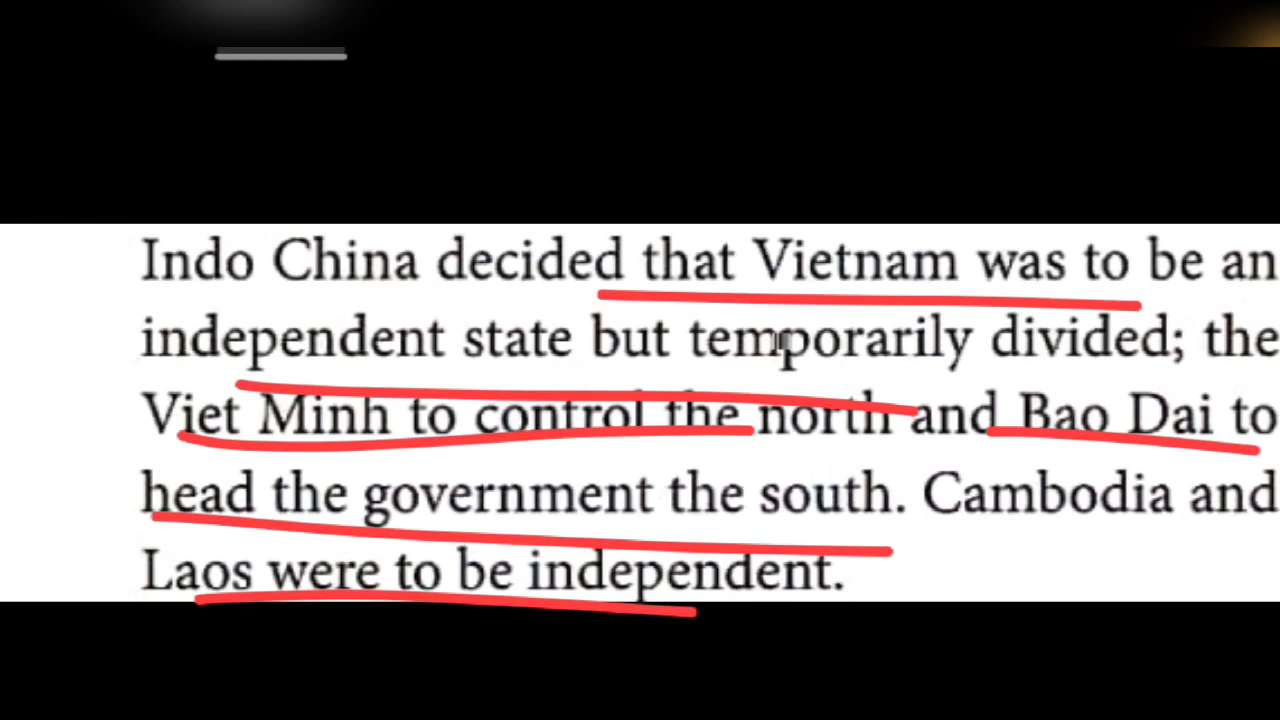 Indo China decided that Vietnam was to be an
independent state but temporarily divided; the
Viet Minh to control the north and Bao Dai to
head the government the south. Cambodia and
Laos were to be independent.